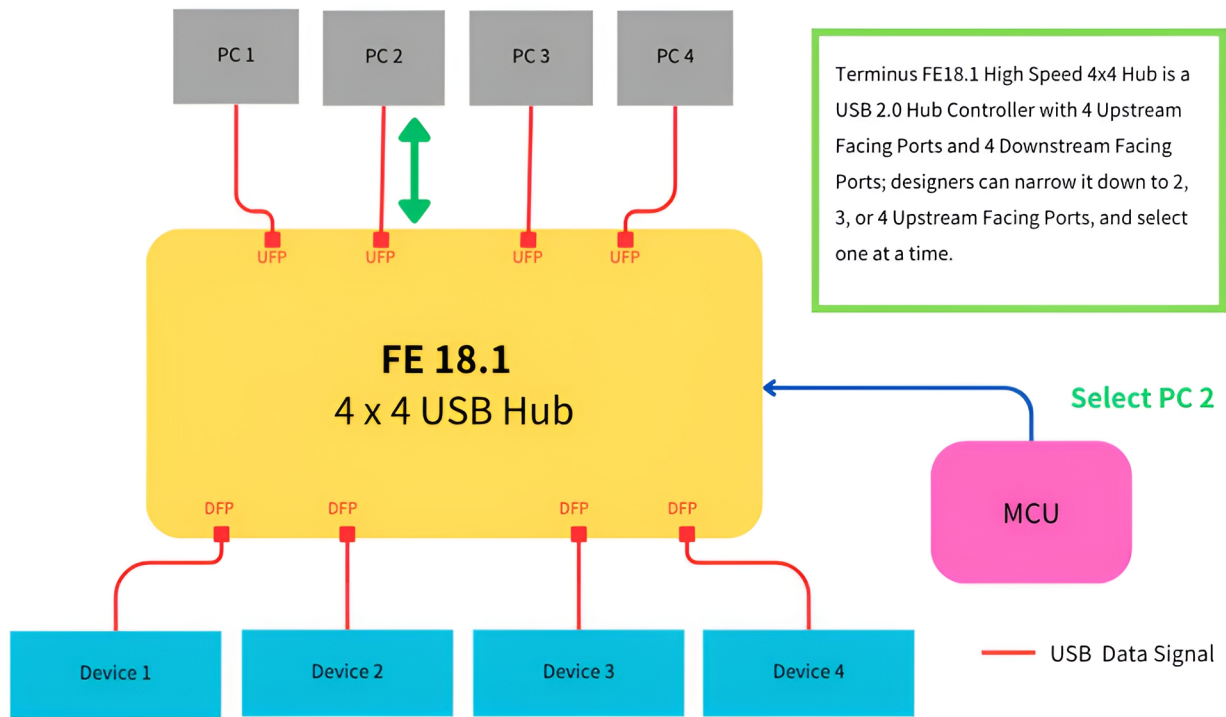 PC 1
PC 2
PC 3
PC 4
Terminus FE18.1 High Speed 4x4 Hub is a
USB 2.0 Hub Controller with 4 Upstream
Facing Ports and 4 Downstream Facing
Ports; designers can narrow it down to 2,
3, or 4 Upstream Facing Ports, and select
one at a time.
UFP
UFP
UFP
UFP
FE 18.1
4 x 4 USB Hub
Select PC 2
MCU
DFP
DFP
DFP
DFP
Device 1
Device 2
Device 3
Device 4
USB Data Signal